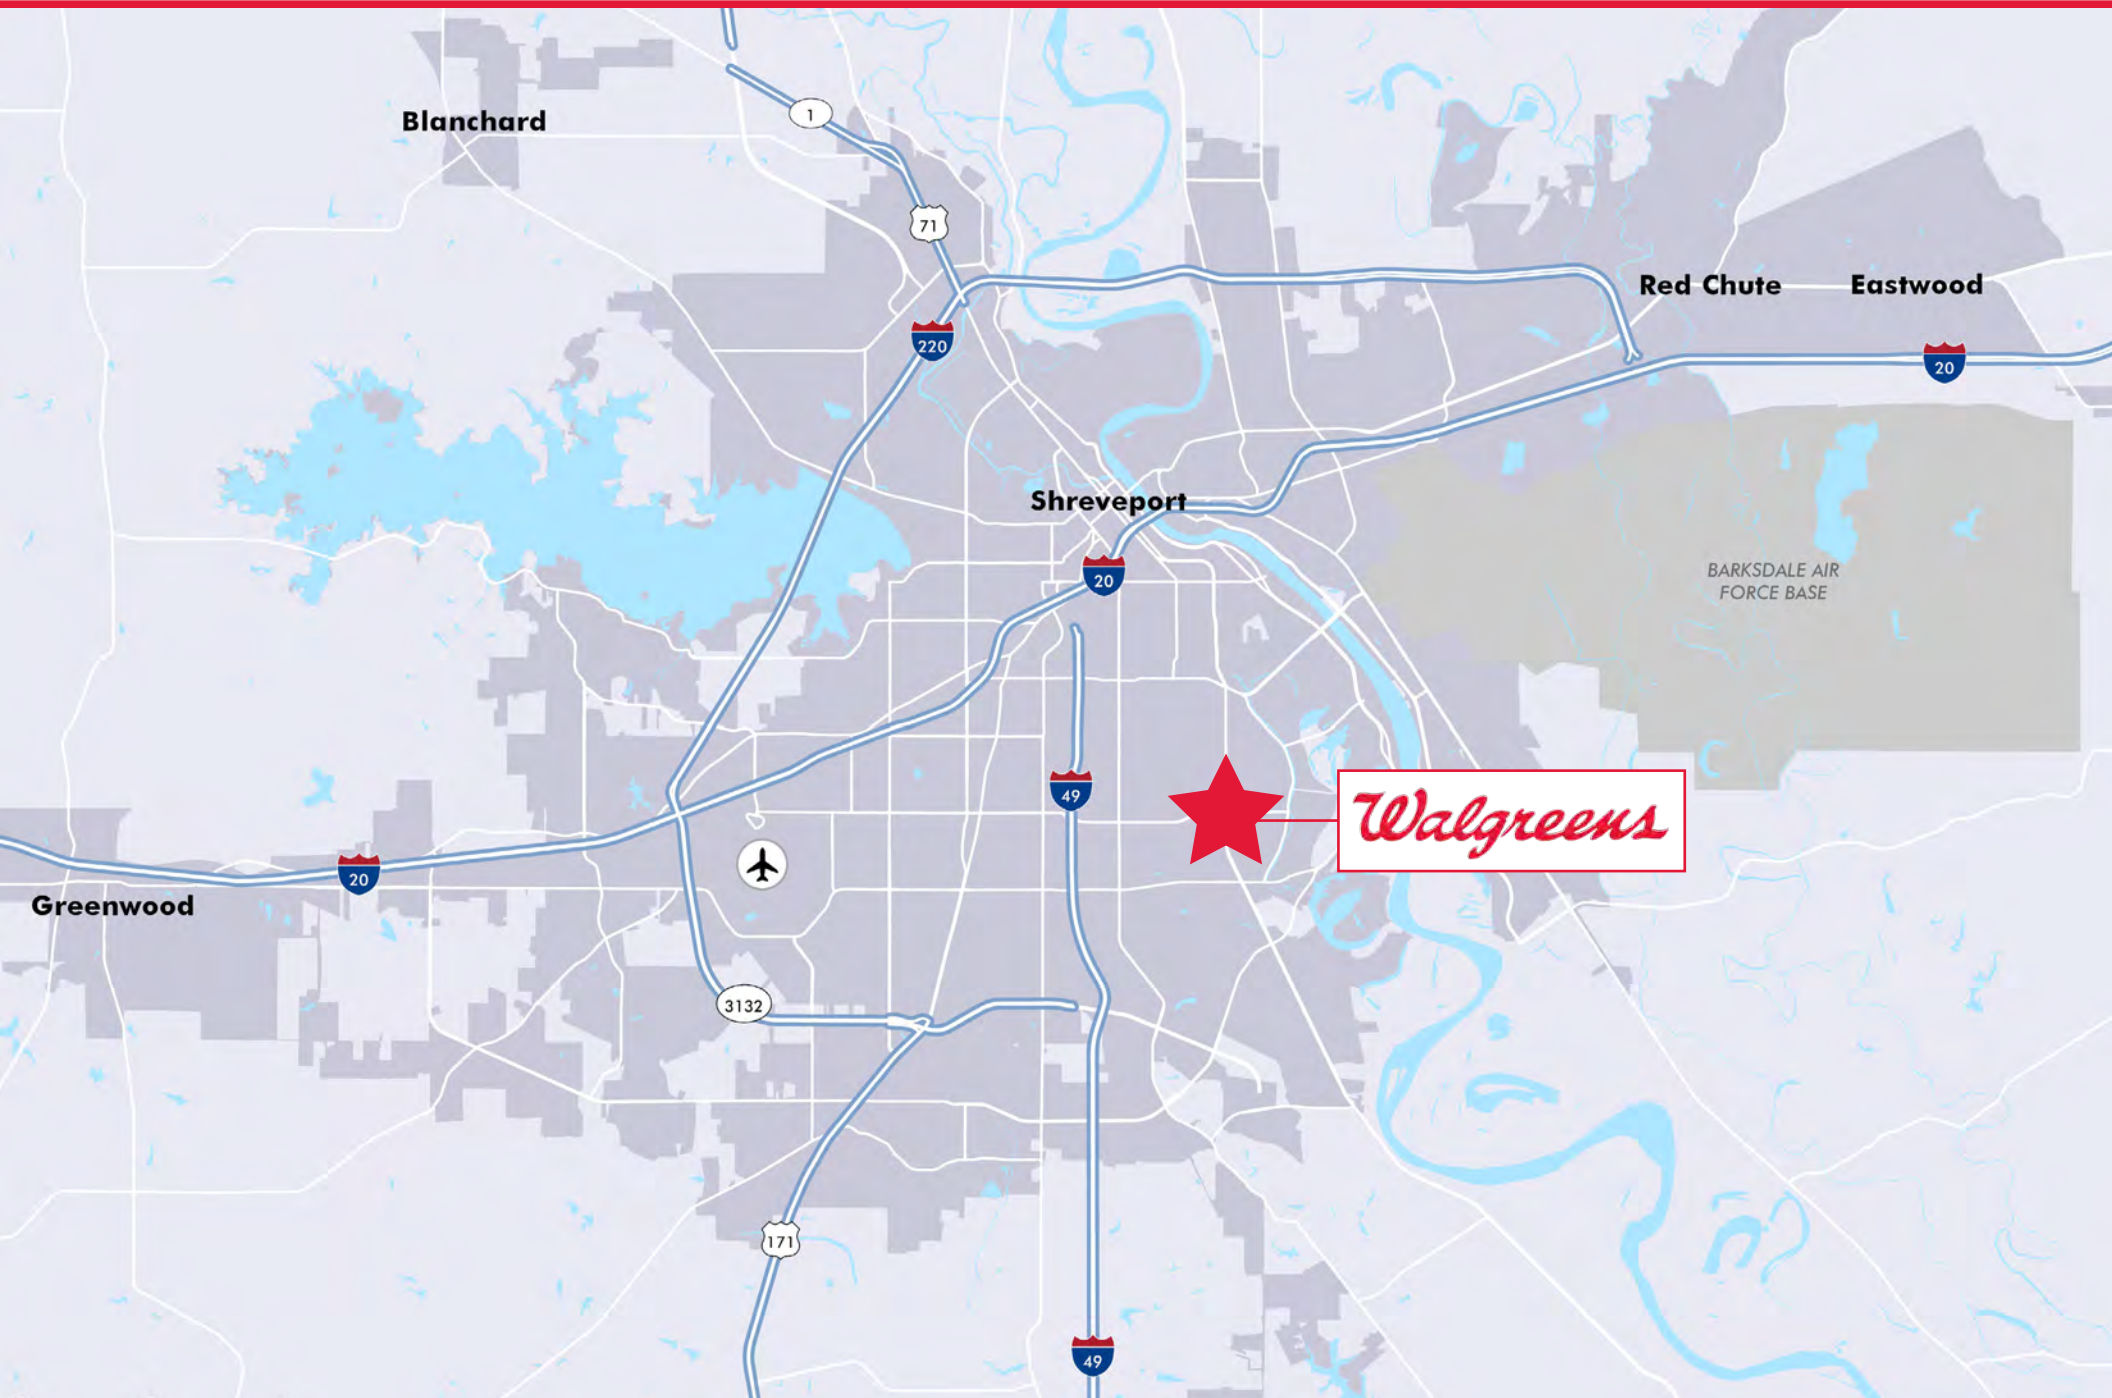 Blanchard
1
71
Red Chute
Eastwood
220
20
Shreveport
20
BARKSDALE AIR
FORCE BASE
49
Walgreens
20
Greenwood
3132
171
49